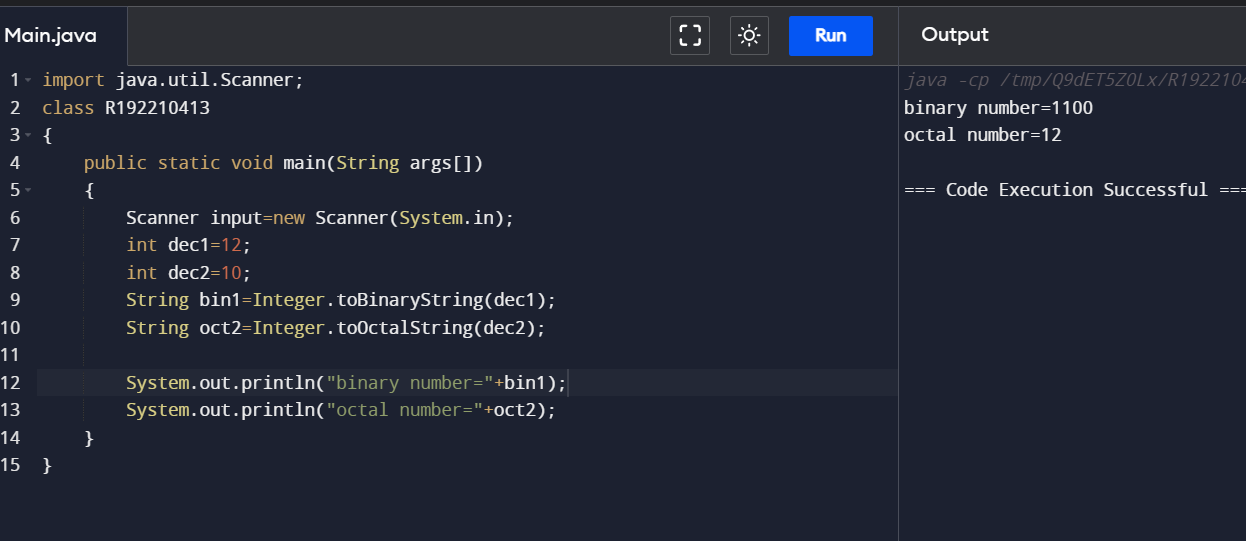 Main.java
Run
Output
1 import java.util.Scanner;
2 class R192210413
3 {
4 public static void main(String args[])
5 {
6 Scanner input=new Scanner(System.in);
7 int dec1=12;
8 int dec2=10;
9 String bin1=Integer.toBinaryString(dec1);
10 String oct2=Integer.toOctalString(dec2);
11
12 System.out.println("binary number="+bin1);
13 System.out.println("octal number="+oct2);
14 }
15 }
java -cp /tmp/Q9dET5Z0Lx/R192210
binary number=1100
octal number=12
=== Code Execution Successful ===